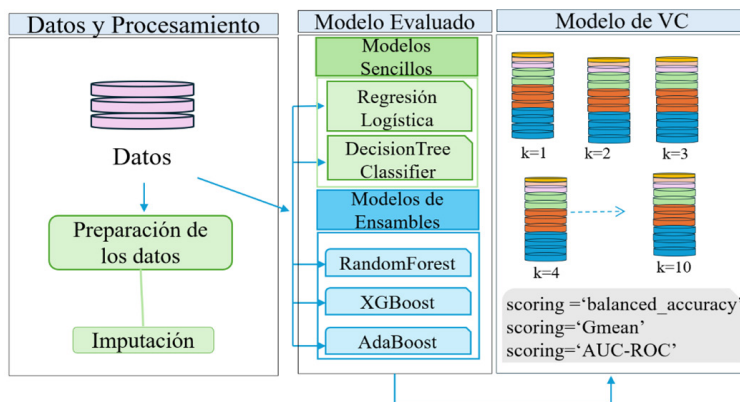 Datos y Procesamiento
Datos
Preparación de
los datos
Imputación
Modelo Evaluado
Modelos
Sencillos
Regresión
Logística
DecisionTree
Classifier
Modelos de
Ensambles
RandomForest
XGBoost
AdaBoost
Modelo de VC
k=1
k=2
k=3
k=4
k=10
scoring =‘balanced_accuracy’
scoring=‘Gmean’
scoring=‘AUC-ROC’